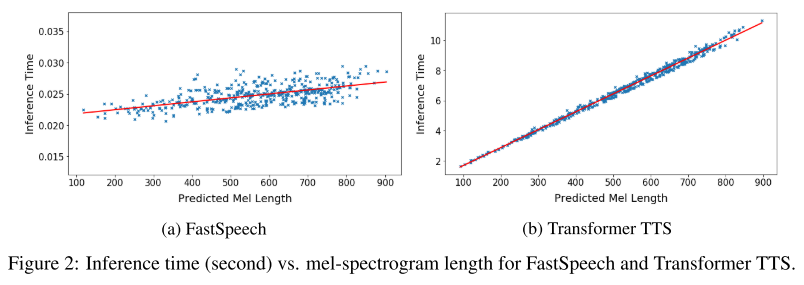 0.035
0.030
0.025
0.020
0.015
Inference Time
100 200 300 400 500 600 700 800 900
Predicted Mel Length
(a) FastSpeech
10
8
6
4
2
Inference Time
100 200 300 400 500 600 700 800 900
Predicted Mel Length
(b) Transformer TTS
Figure 2: Inference time (second) vs. mel-spectrogram length for FastSpeech and Transformer TTS.